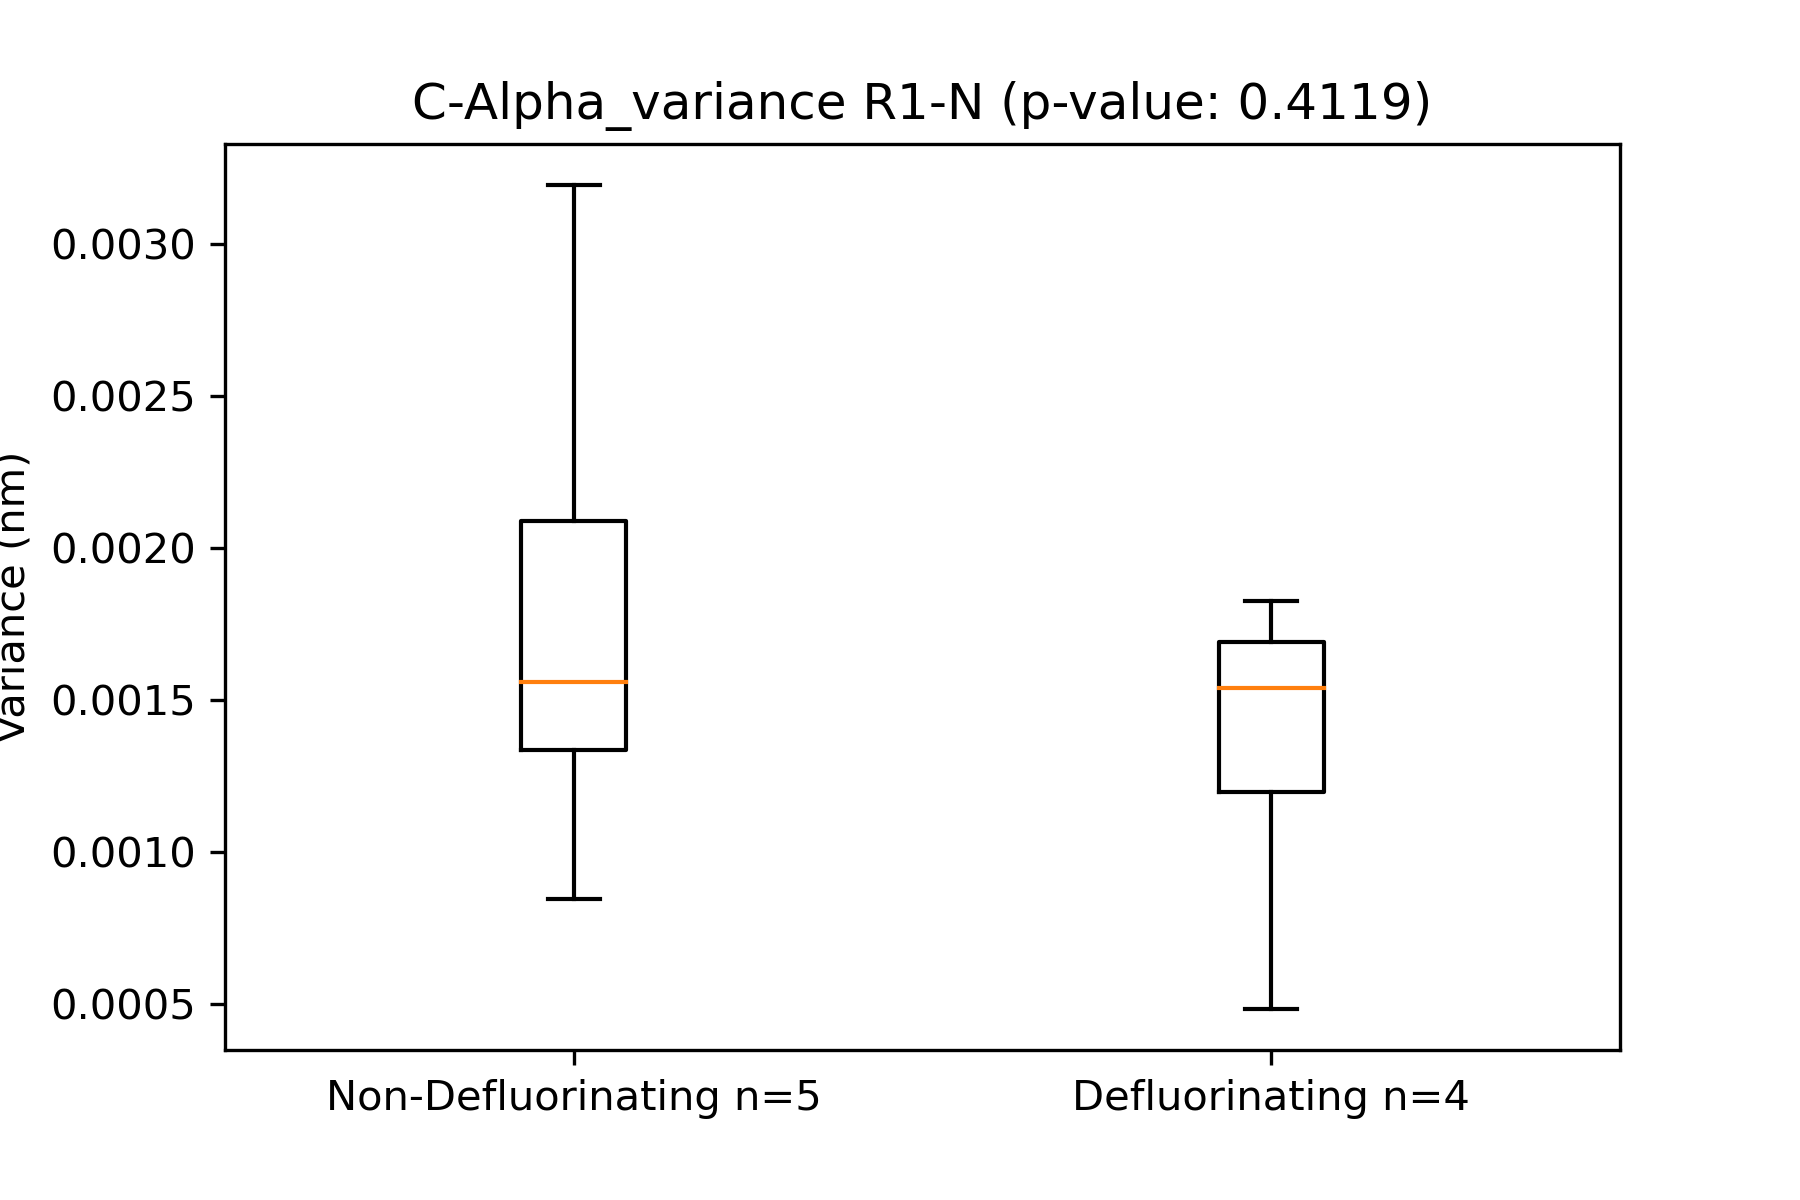 C-Alpha_variance R1-N (p-value: 0.4119)
Variance (nm)
0.0030
0.0025
0.0020
0.0015
0.0010
0.0005
Non-Defluorinating n=5
Defluorinating n=4